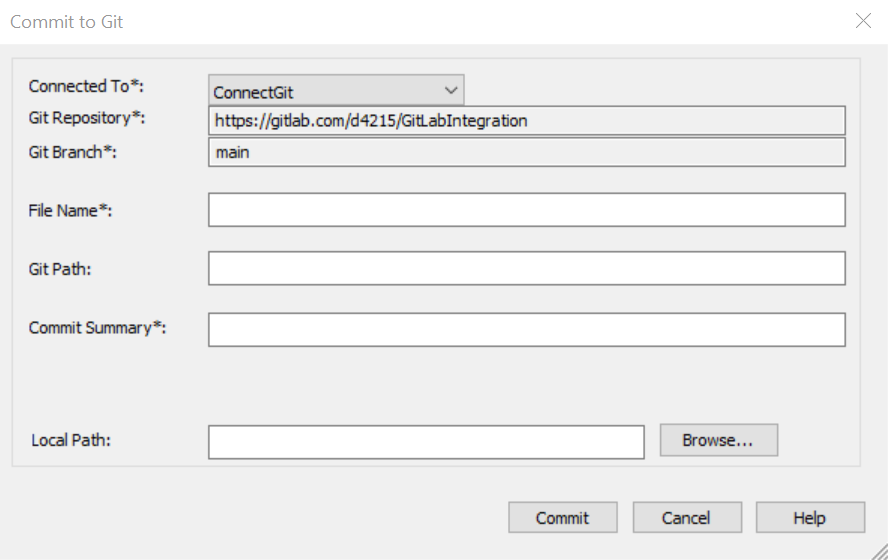 Commit to Git
Connected To*: ConnectGit
Git Repository*: https://gitlab.com/d4215/GitLabIntegration
Git Branch*: main
File Name*:
Git Path:
Commit Summary*:
Local Path: Browse...
Commit Cancel Help